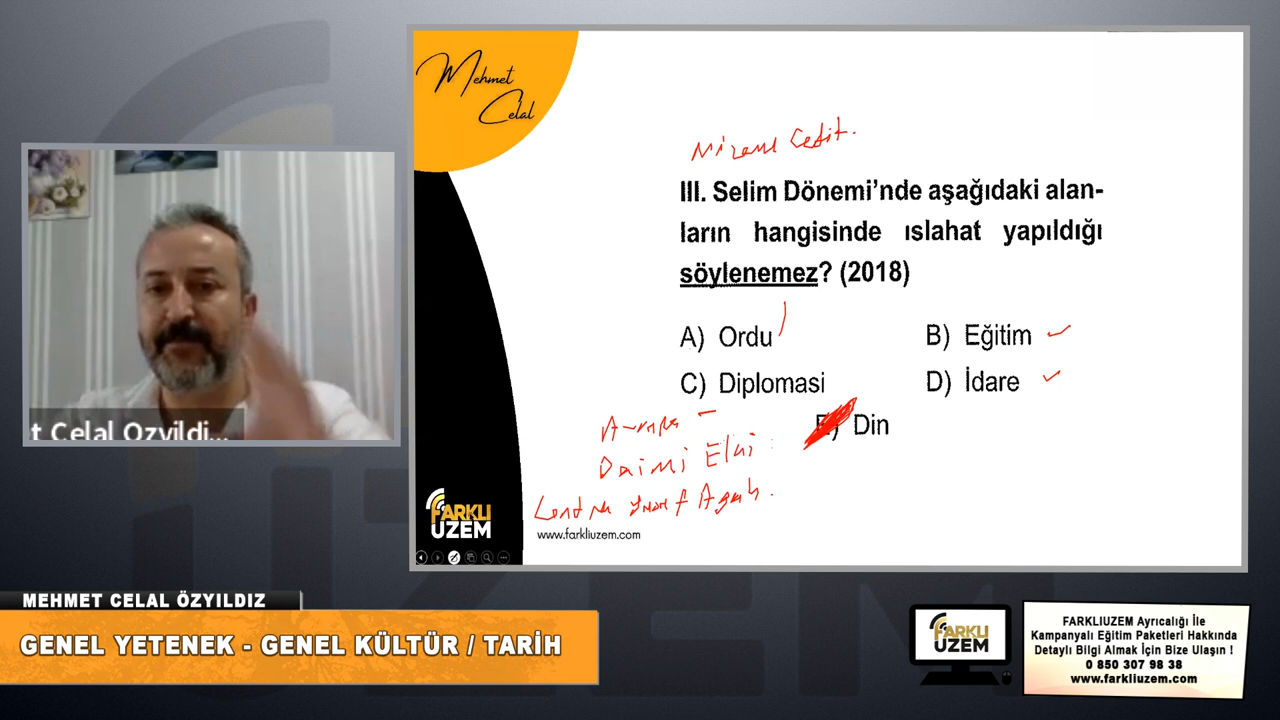 Mehmet
Celal
Nizamı Cedit.
III. Selim Dönemi'nde aşağıdaki alan-
ların hangisinde ıslahat yapıldığı
söylenemez? (2018)
A) Ordu
B) Eğitim
C) Diplomasi
D) İdare
E) Din
Avrupa
Daimi Elçi :
Londra Yusuf Agah.
t Celal Ozyildi...
FARKLI
UZEM
www.farkliuzem.com
MEHMET CELAL ÖZYILDIZ
GENEL YETENEK - GENEL KÜLTÜR / TARİH
FARKLI
UZEM
FARKLIUZEM Ayrıcalığı İle
Kampanyalı Eğitim Paketleri Hakkında
Detaylı Bilgi Almak İçin Bize Ulaşın !
0 850 307 98 38
www.farkliuzem.com